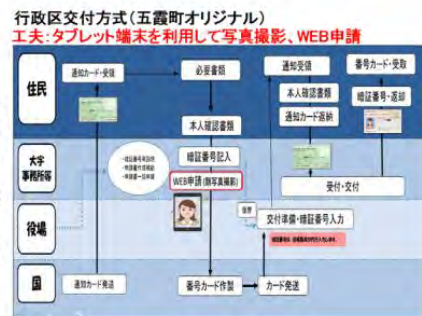 行政区交付方式(五霞町オリジナル)
工夫:タブレット端末を利用して写真撮影、WEB申請
住民
通知カード・受領
必要書類
本人確認書類
通知受領
本人確認書類
通知カード返納
番号カード・受取
暗証番号・返却
大字
事務所等
暗証番号記入
WEB申請(顔写真撮影)
受付・交付
役場
交付準備・暗証番号入力
国
通知カード発送
番号カード作製
カード発送